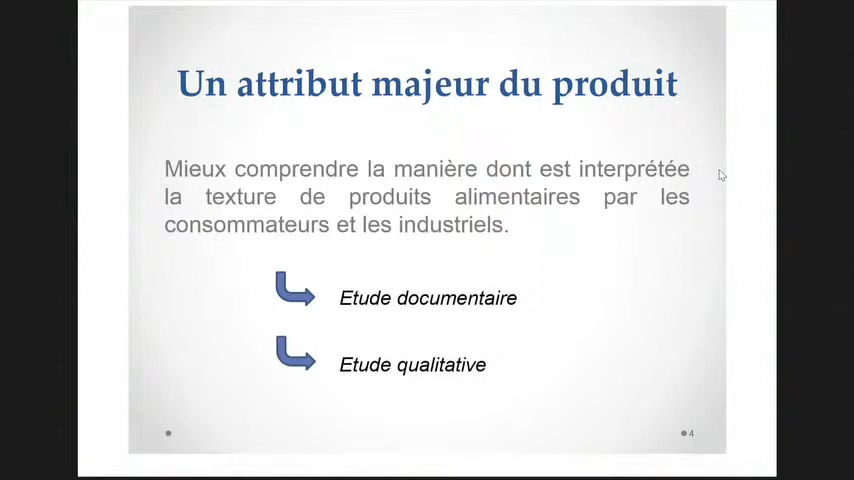 Un attribut majeur du produit
Mieux comprendre la manière dont est interprétée
la texture de produits alimentaires par les
consommateurs et les industriels.
Etude documentaire
Etude qualitative
4